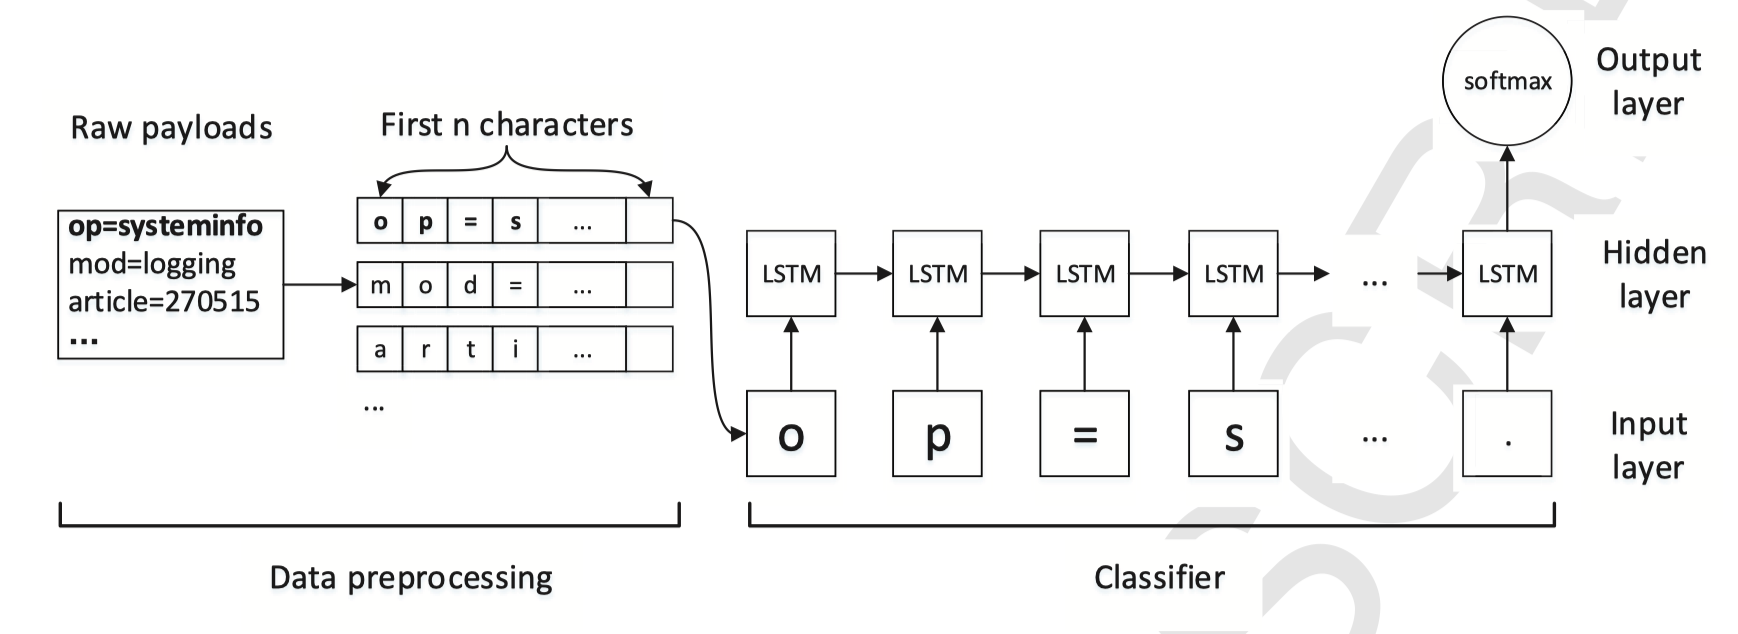 Raw payloads
op=systeminfo
mod=logging
article=270515
...
First n characters
o p = s ...
m o d = ...
a r t i ...
...
Data preprocessing
softmax
Output
layer
LSTM LSTM LSTM LSTM ... LSTM
Hidden
layer
o p = s ... .
Input
layer
Classifier